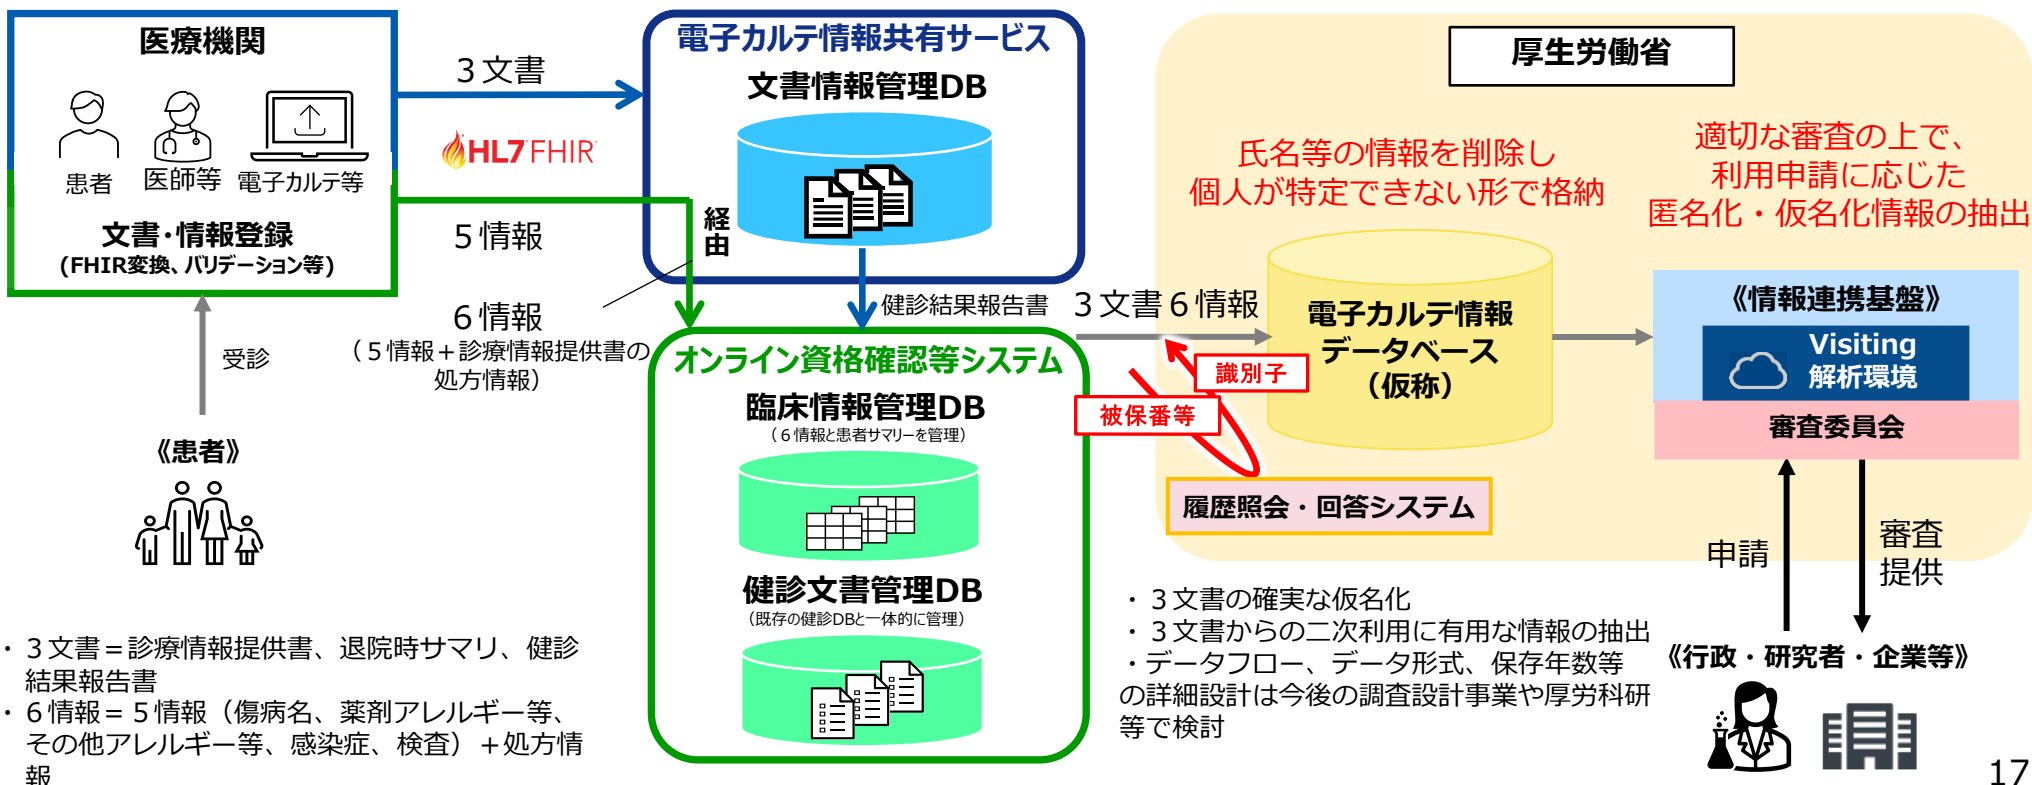 医療機関
患者
医師等
電子カルテ等
文書・情報登録
(FHIR変換、バリデーション等)
受診
《患者》
３文書
HL7 FHIR
５情報
６情報
（５情報＋診療情報提供書の
処方情報）
経由
電子カルテ情報共有サービス
文書情報管理DB
健診結果報告書
オンライン資格確認等システム
臨床情報管理DB
（６情報と患者サマリーを管理）
健診文書管理DB
（既存の健診DBと一体的に管理）
３文書６情報
識別子
被保番等
履歴照会・回答システム
厚生労働省
氏名等の情報を削除し
個人が特定できない形で格納
電子カルテ情報
データベース
（仮称）
適切な審査の上で、
利用申請に応じた
匿名化・仮名化情報の抽出
《情報連携基盤》
Visiting
解析環境
審査委員会
申請
審査
提供
《行政・研究者・企業等》
・３文書の確実な仮名化
・３文書からの二次利用に有用な情報の抽出
・データフロー、データ形式、保存年数等
の詳細設計は今後の調査設計事業や厚労科研
等で検討
・３文書＝診療情報提供書、退院時サマリ、健診
結果報告書
・６情報＝５情報（傷病名、薬剤アレルギー等、
その他アレルギー等、感染症、検査）＋処方情
報
17